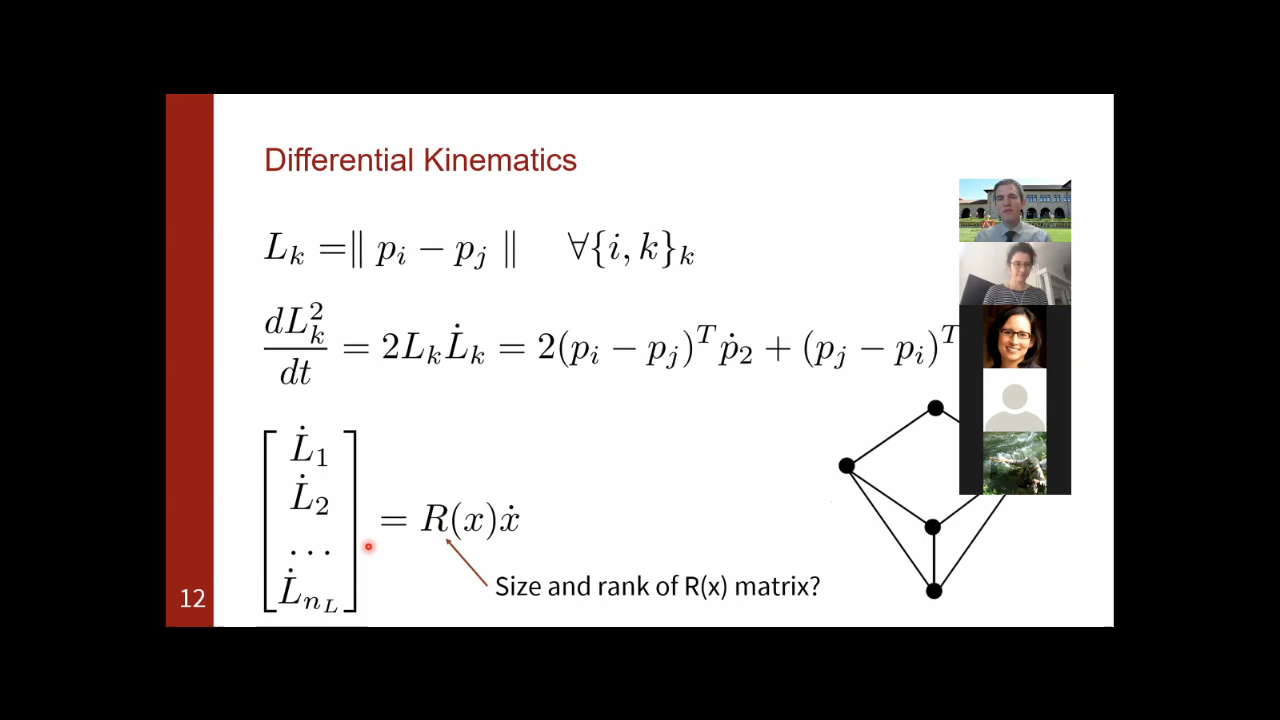 Differential Kinematics
L_k =‖ p_i − p_j ‖ ∀{i, k}_k
dL_k^2/dt = 2L_k L̇_k = 2(p_i − p_j)^T ṗ_2 + (p_j − p_i)^T
[L̇_1
L̇_2
...
L̇_{n_L}] = R(x)ẋ
Size and rank of R(x) matrix?
12